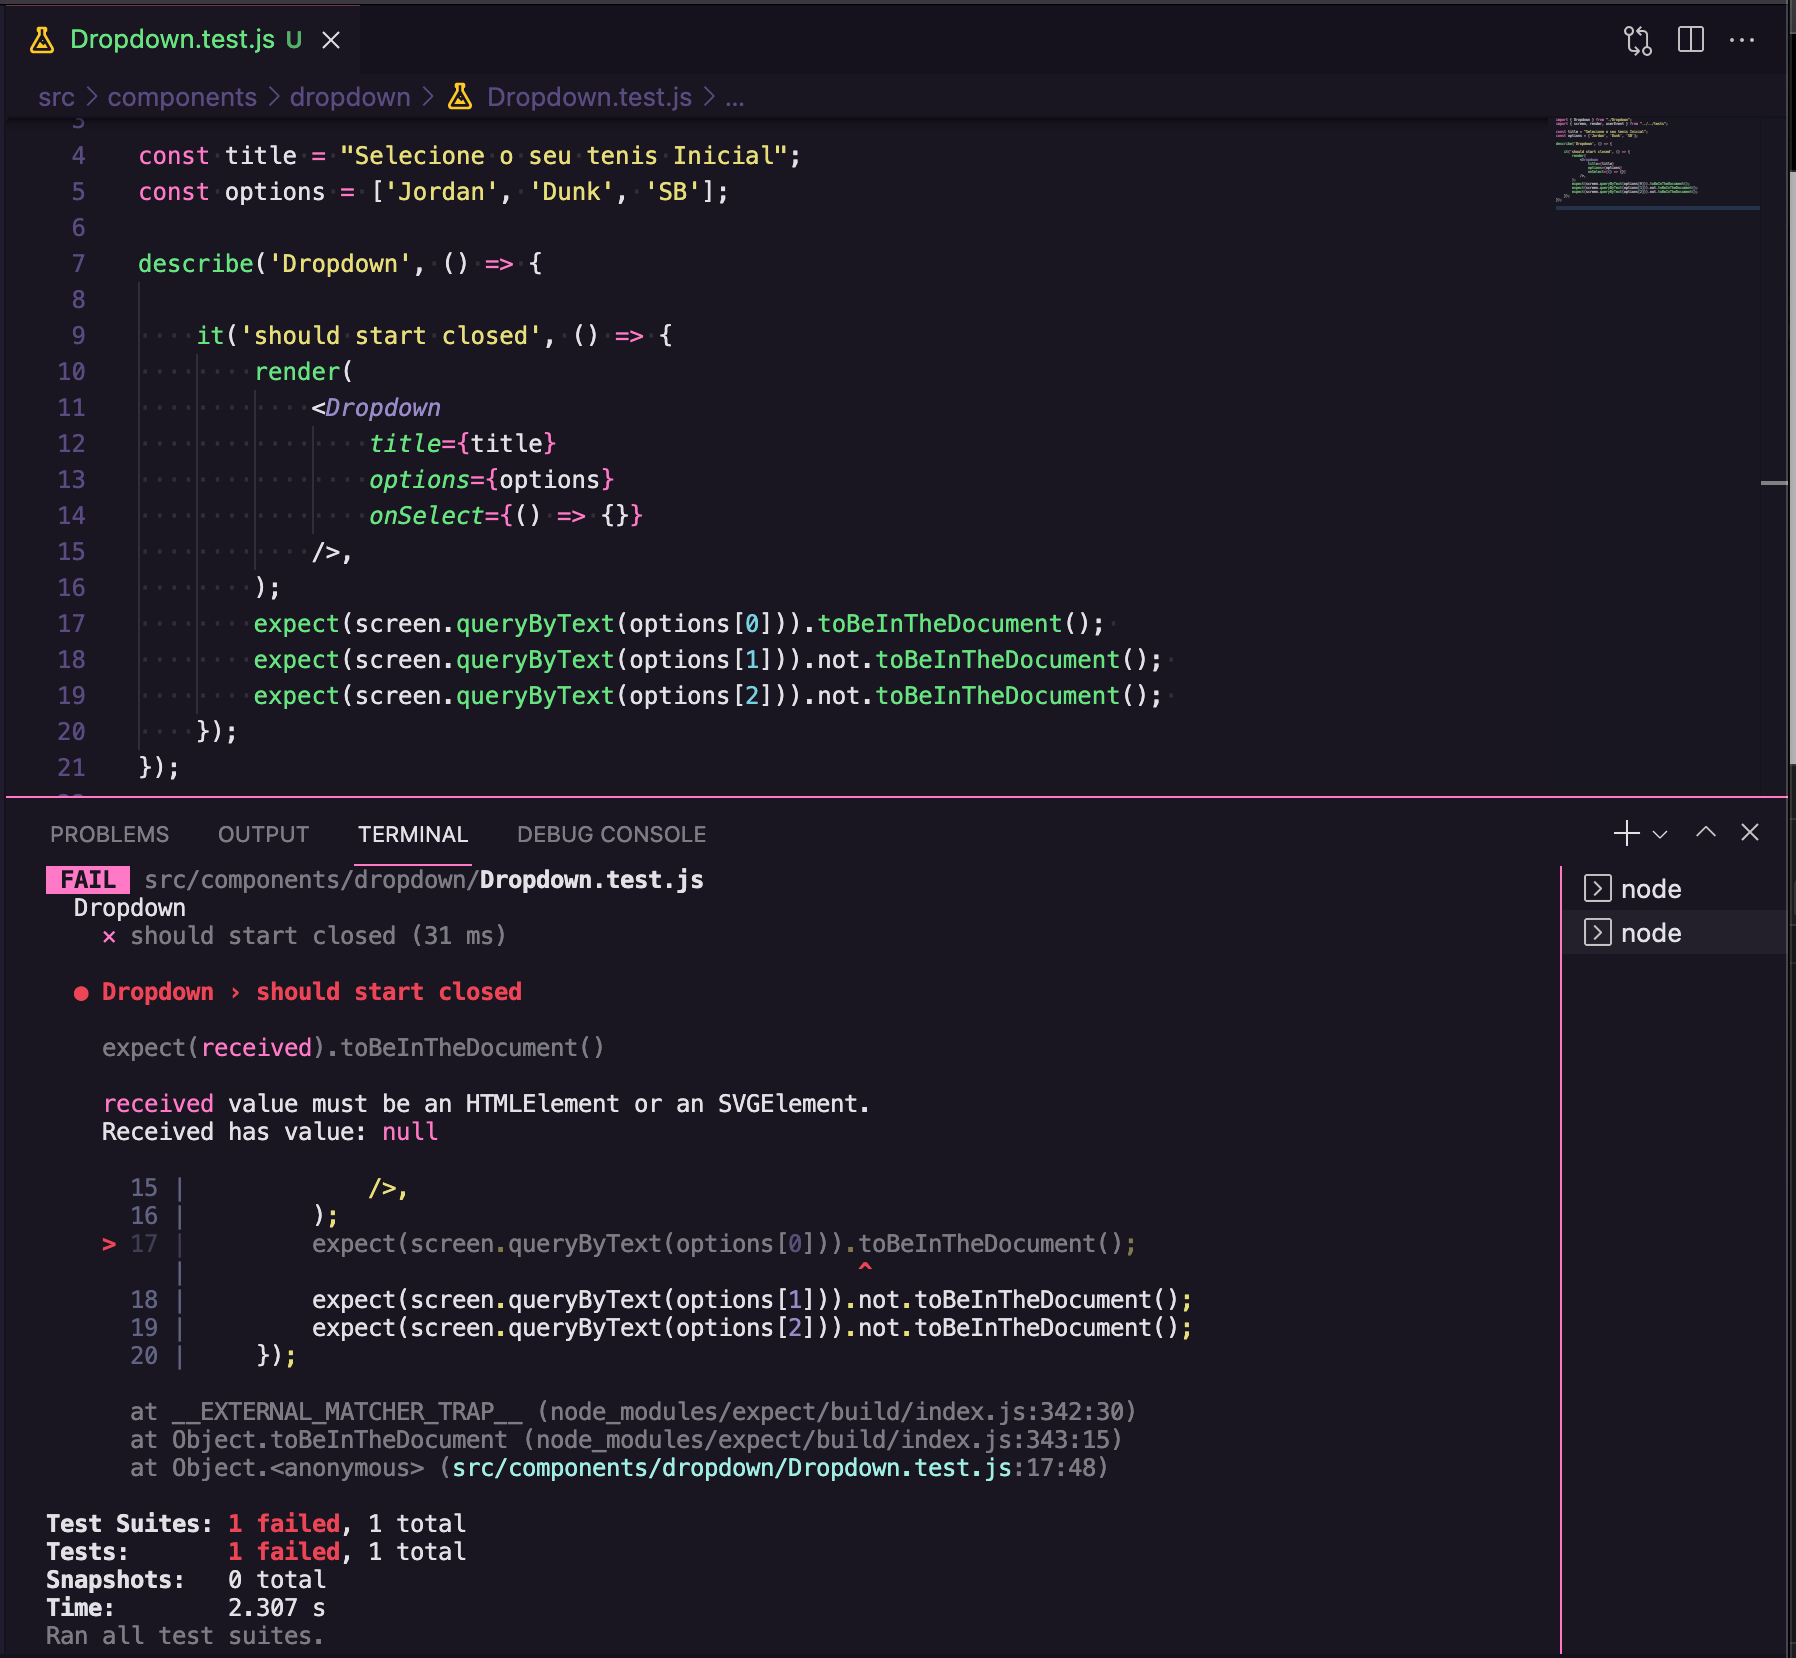 Dropdown.test.js U
src > components > dropdown > Dropdown.test.js > ...
3
4 const title = "Selecione o seu tenis Inicial";
5 const options = ['Jordan', 'Dunk', 'SB'];
6
7 describe('Dropdown', () => {
8
9 it('should start closed', () => {
10 render(
11 <Dropdown
12 title={title}
13 options={options}
14 onSelect={() => {}}
15 />,
16 );
17 expect(screen.queryByText(options[0])).toBeInTheDocument();
18 expect(screen.queryByText(options[1])).not.toBeInTheDocument();
19 expect(screen.queryByText(options[2])).not.toBeInTheDocument();
20 });
21 });
PROBLEMS OUTPUT TERMINAL DEBUG CONSOLE
FAIL src/components/dropdown/Dropdown.test.js
Dropdown
× should start closed (31 ms)
● Dropdown › should start closed
expect(received).toBeInTheDocument()
received value must be an HTMLElement or an SVGElement.
Received has value: null
15 | />,
16 | );
> 17 | expect(screen.queryByText(options[0])).toBeInTheDocument();
| ^
18 | expect(screen.queryByText(options[1])).not.toBeInTheDocument();
19 | expect(screen.queryByText(options[2])).not.toBeInTheDocument();
20 | });
at __EXTERNAL_MATCHER_TRAP__ (node_modules/expect/build/index.js:342:30)
at Object.toBeInTheDocument (node_modules/expect/build/index.js:343:15)
at Object.<anonymous> (src/components/dropdown/Dropdown.test.js:17:48)
Test Suites: 1 failed, 1 total
Tests: 1 failed, 1 total
Snapshots: 0 total
Time: 2.307 s
Ran all test suites.
node
node